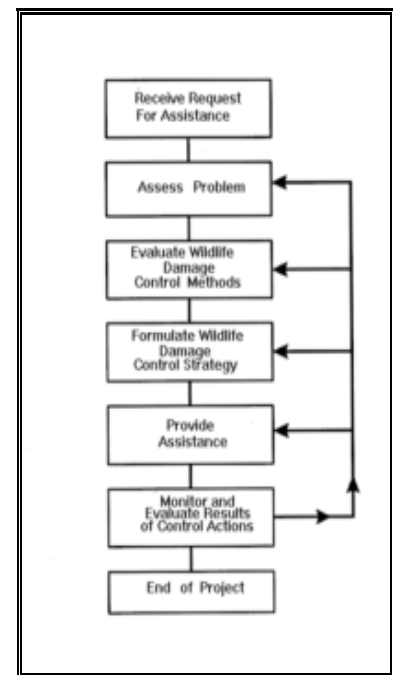 Receive Request
For Assistance
Assess Problem
Evaluate Wildlife
Damage
Control Methods
Formulate Wildlife
Damage
Control Strategy
Provide
Assistance
Monitor and
Evaluate Results
of Control Actions
End of Project